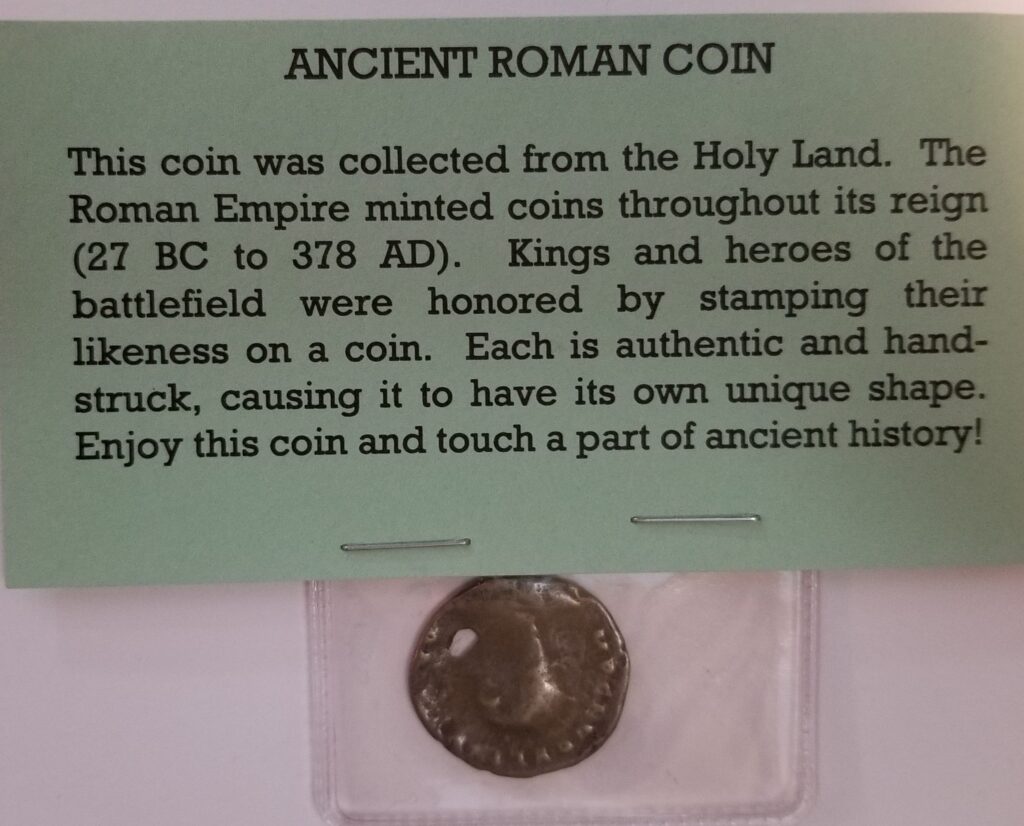 ANCIENT ROMAN COIN
This coin was collected from the Holy Land. The
Roman Empire minted coins throughout its reign
(27 BC to 378 AD). Kings and heroes of the
battlefield were honored by stamping their
likeness on a coin. Each is authentic and hand-
struck, causing it to have its own unique shape.
Enjoy this coin and touch a part of ancient history!